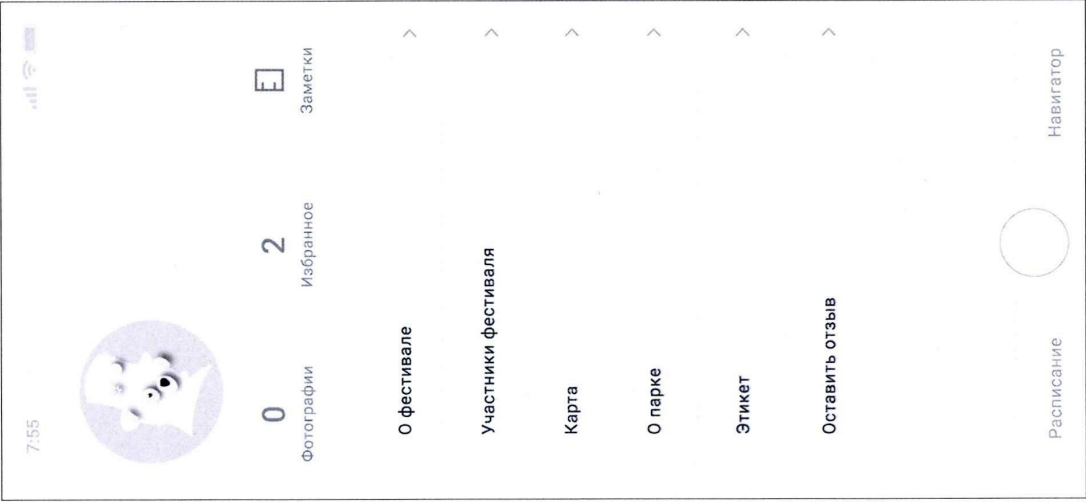 7:55
0
2
Фотографии
Избранное
Заметки
О фестивале
Участники фестиваля
Карта
О парке
Этикет
Оставить отзыв
Расписание
Навигатор